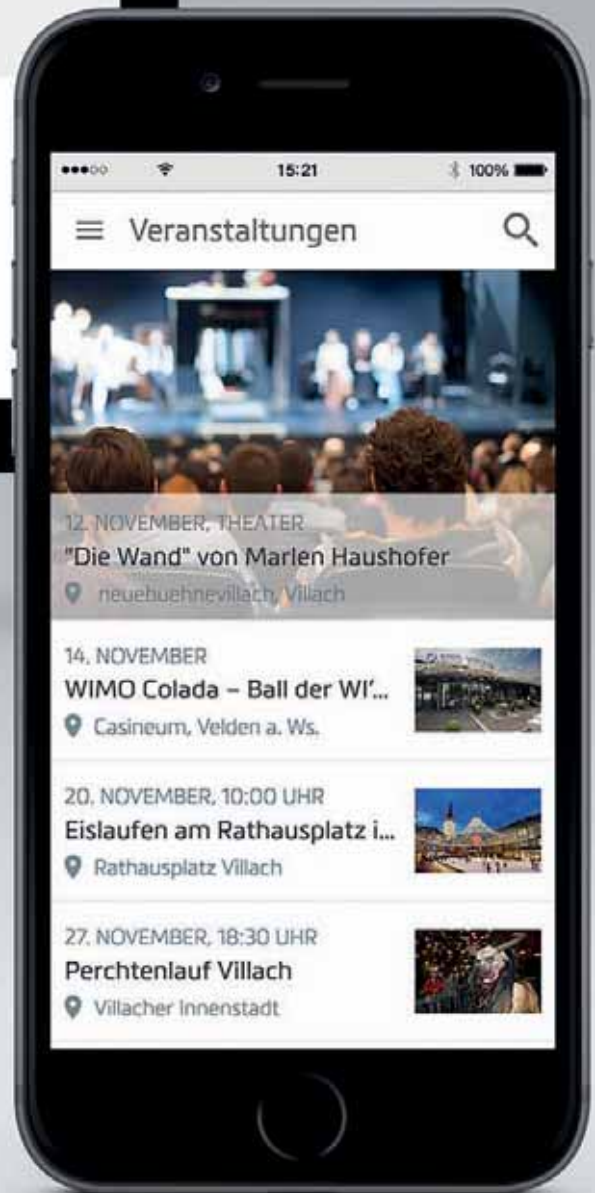 15:21
100%
Veranstaltungen
12. NOVEMBER, THEATER
"Die Wand" von Marlen Haushofer
neuebuehnevillach, Villach
14. NOVEMBER
WIMO Colada – Ball der WI'...
Casineum, Velden a. Ws.
20. NOVEMBER, 10:00 UHR
Eislaufen am Rathausplatz i...
Rathausplatz Villach
27. NOVEMBER, 18:30 UHR
Perchtenlauf Villach
Villacher Innenstadt